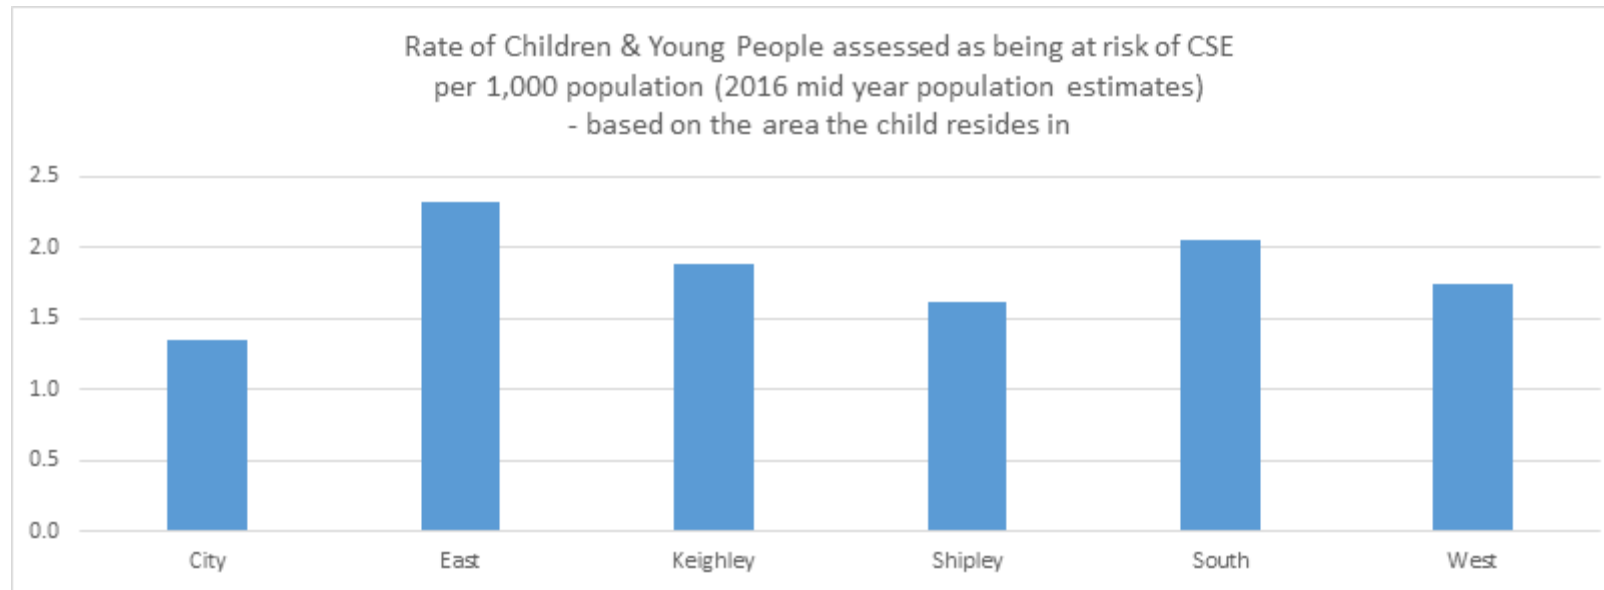 Rate of Children & Young People assessed as being at risk of CSE
per 1,000 population (2016 mid year population estimates)
- based on the area the child resides in
2.5
2.0
1.5
1.0
0.5
0.0
City East Keighley Shipley South West